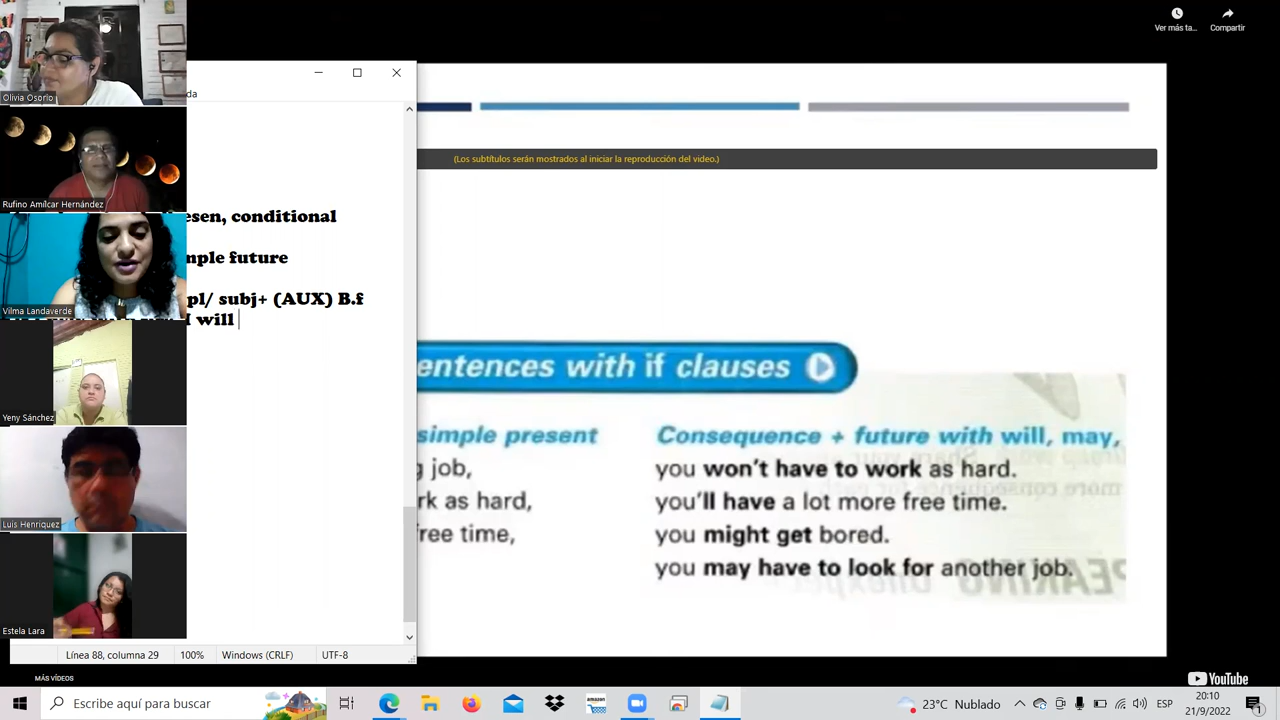 Ver más ta...
Compartir
Olivia Osorio
da
(Los subtítulos serán mostrados al iniciar la reproducción del video.)
Rufino Amílcar Hernández
esen, conditional
mple future
pl/ subj+ (AUX) B.f
I will
Vilma Landaverde
entences with if clauses
simple present
Consequence + future with will, may,
g job,
you won't have to work as hard.
rk as hard,
you'll have a lot more free time.
free time,
you might get bored.
you may have to look for another job.
Yeny Sánchez
Luis Henriquez
Estela Lara
Línea 88, columna 29
100%
Windows (CRLF)
UTF-8
MÁS VÍDEOS
YouTube
Escribe aquí para buscar
amazon
23°C Nublado
ESP
20:10
21/9/2022
1